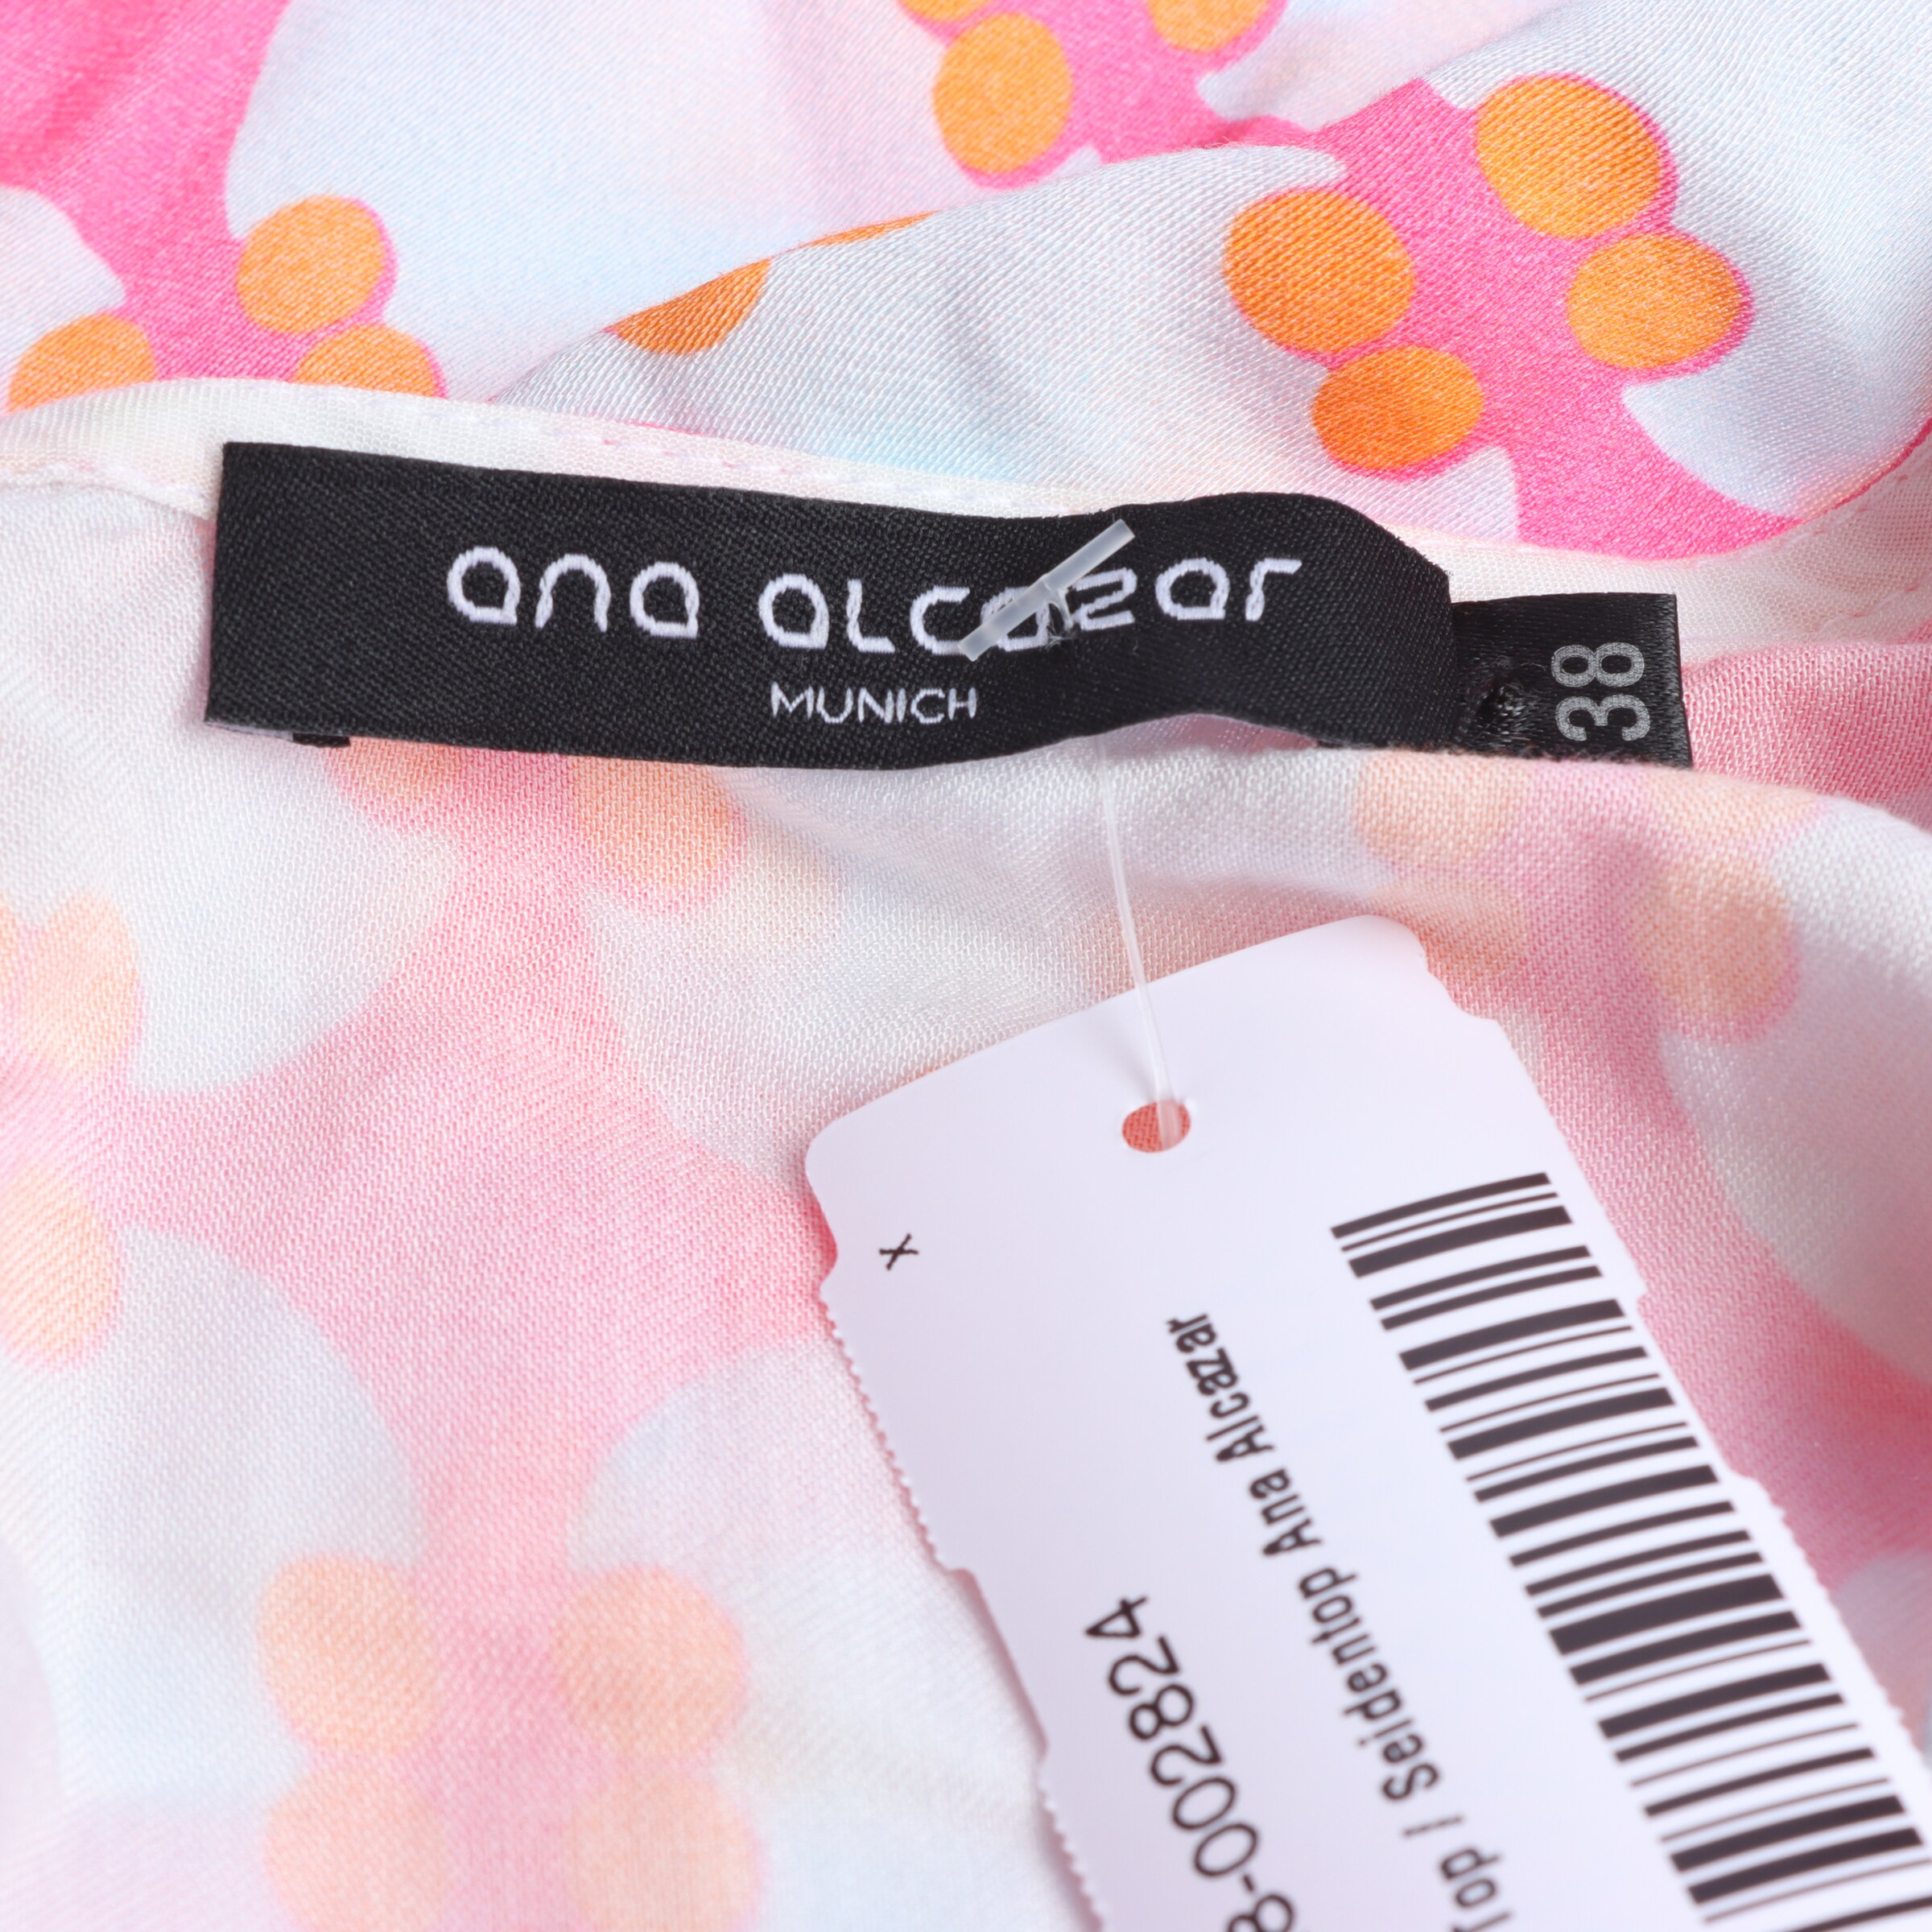 ana alcazar
MUNICH
38
x
Top / Seidentop Ana Alcazar
8-002824